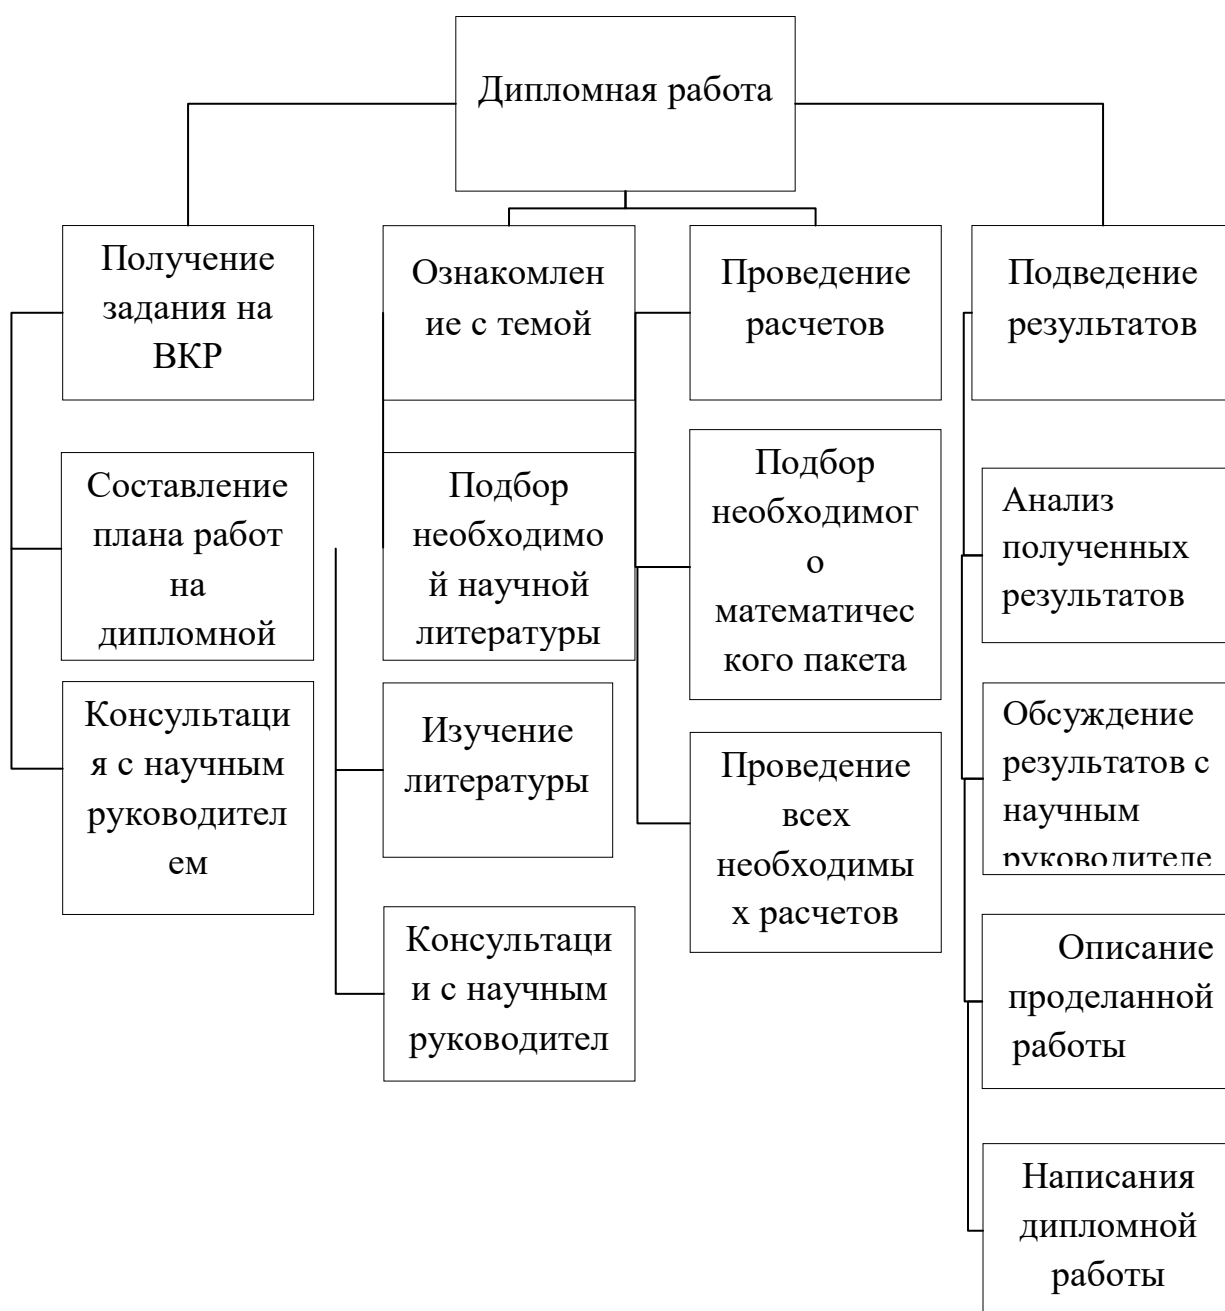 Дипломная работа
Получение
задания на
ВКР
Ознакомлен
ие с темой
Проведение
расчетов
Подведение
результатов
Составление
плана работ
на
дипломной
Консультаци
я с научным
руководител
ем
Подбор
необходимо
й научной
литературы
Изучение
литературы
Консультаци
и с научным
руководител
Подбор
необходимог
о
математичес
кого пакета
Проведение
всех
необходимы
х расчетов
Анализ
полученных
результатов
Обсуждение
результатов с
научным
руководителе
Описание
проделанной
работы
Написания
дипломной
работы